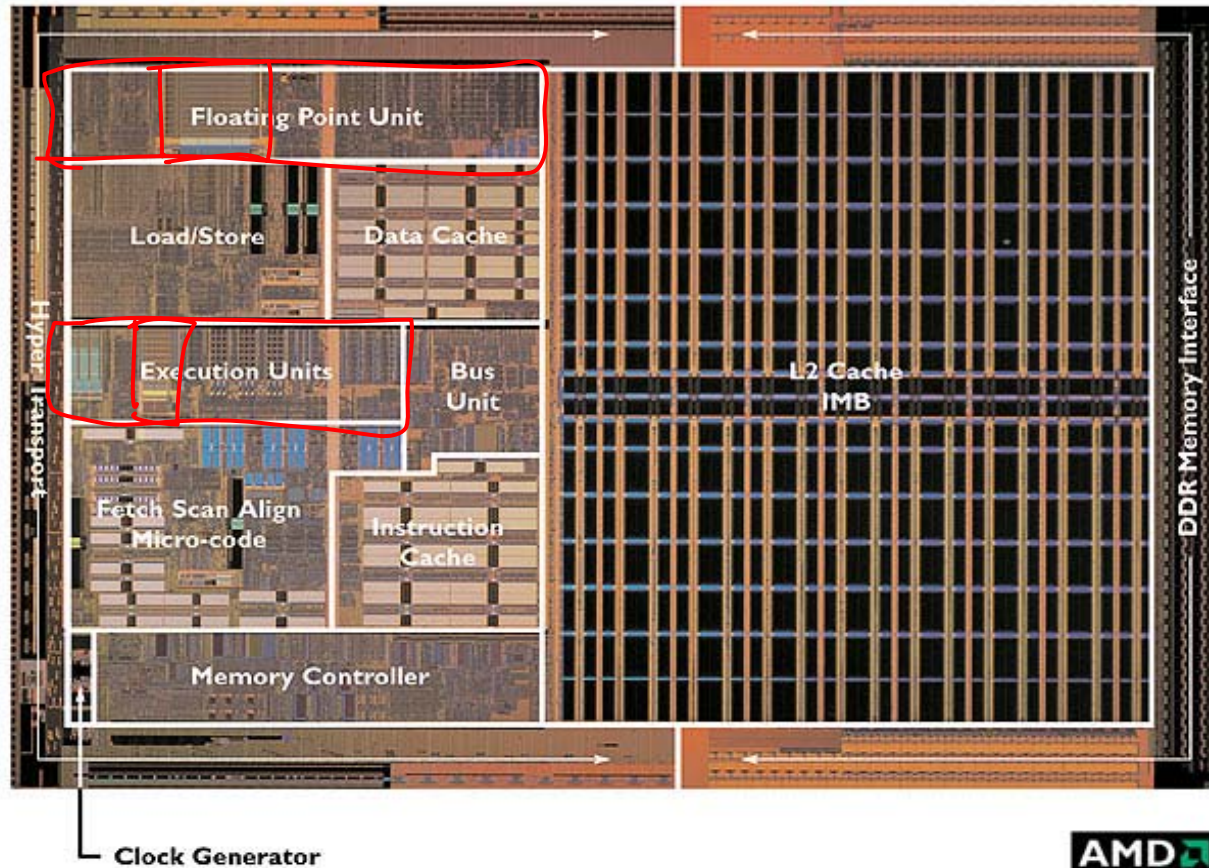 Floating Point Unit
Load/Store
Data Cache
Hyper Transport
Execution Units
Bus
Unit
L2 Cache
IMB
DDR Memory Interface
Fetch Scan Align
Micro-code
Instruction
Cache
Memory Controller
Clock Generator
AMD